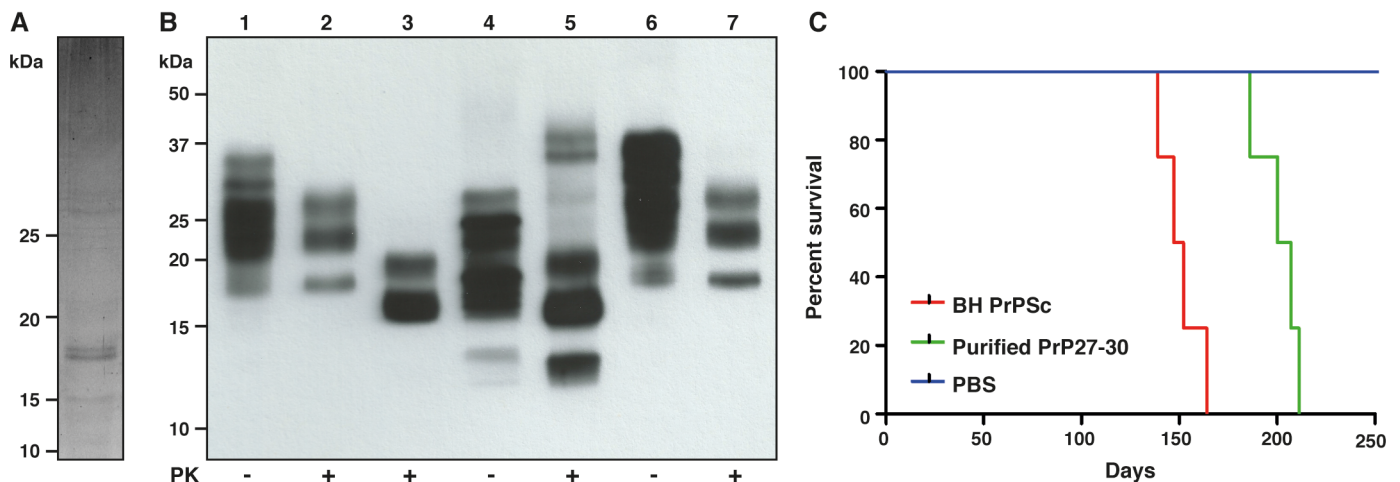 A
kDa
25
20
15
10
B
1 2 3 4 5 6 7
kDa
50
37
25
20
15
10
PK - + + - + - +
C
Percent survival
100
80
60
40
20
0
BH PrPSc
Purified PrP27-30
PBS
0 50 100 150 200 250
Days